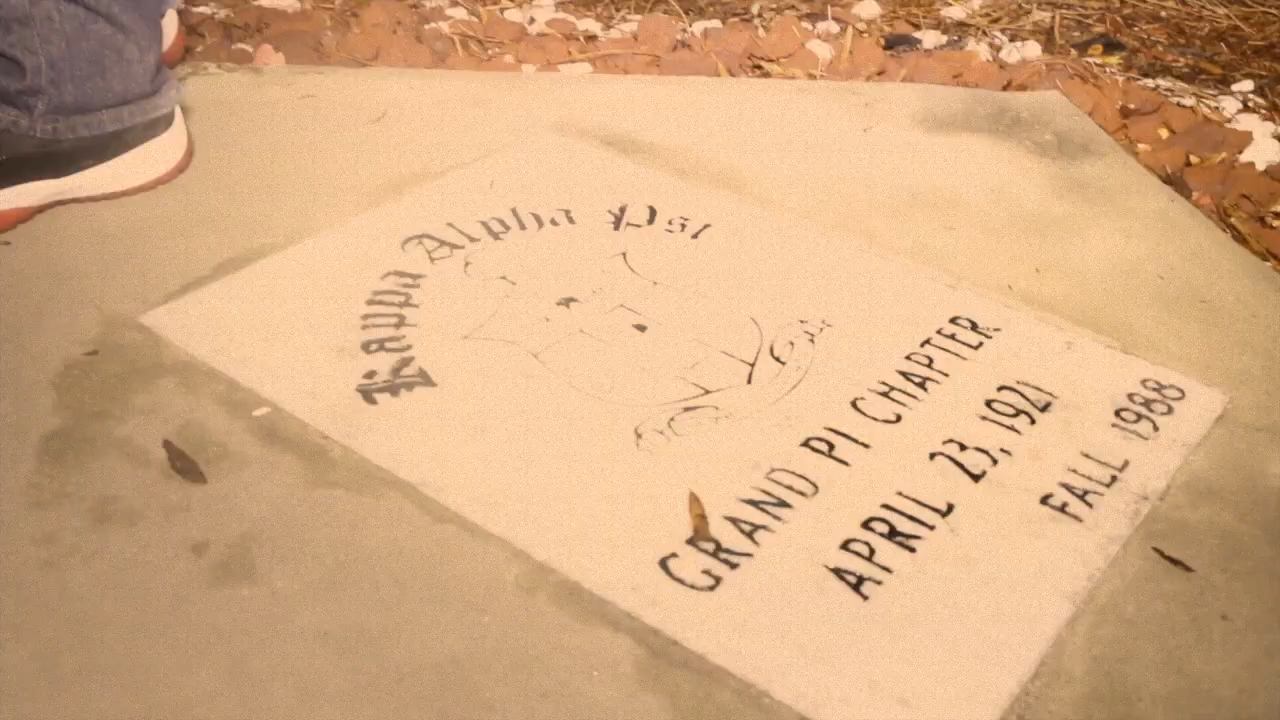 Kappa Alpha Psi
GRAND PI CHAPTER
APRIL 23, 1921
FALL 1988